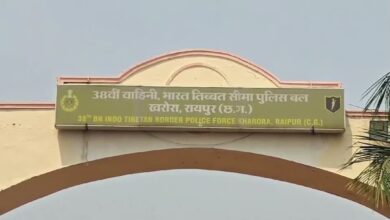 38वीं वाहिनी, भारत तिब्बत सीमा पुलिस बल
खरोरा, रायपुर (छ.ग.)
38th BN INDO TIBETAN BORDER POLICE FORCE KHARORA, RAIPUR (C.G.)